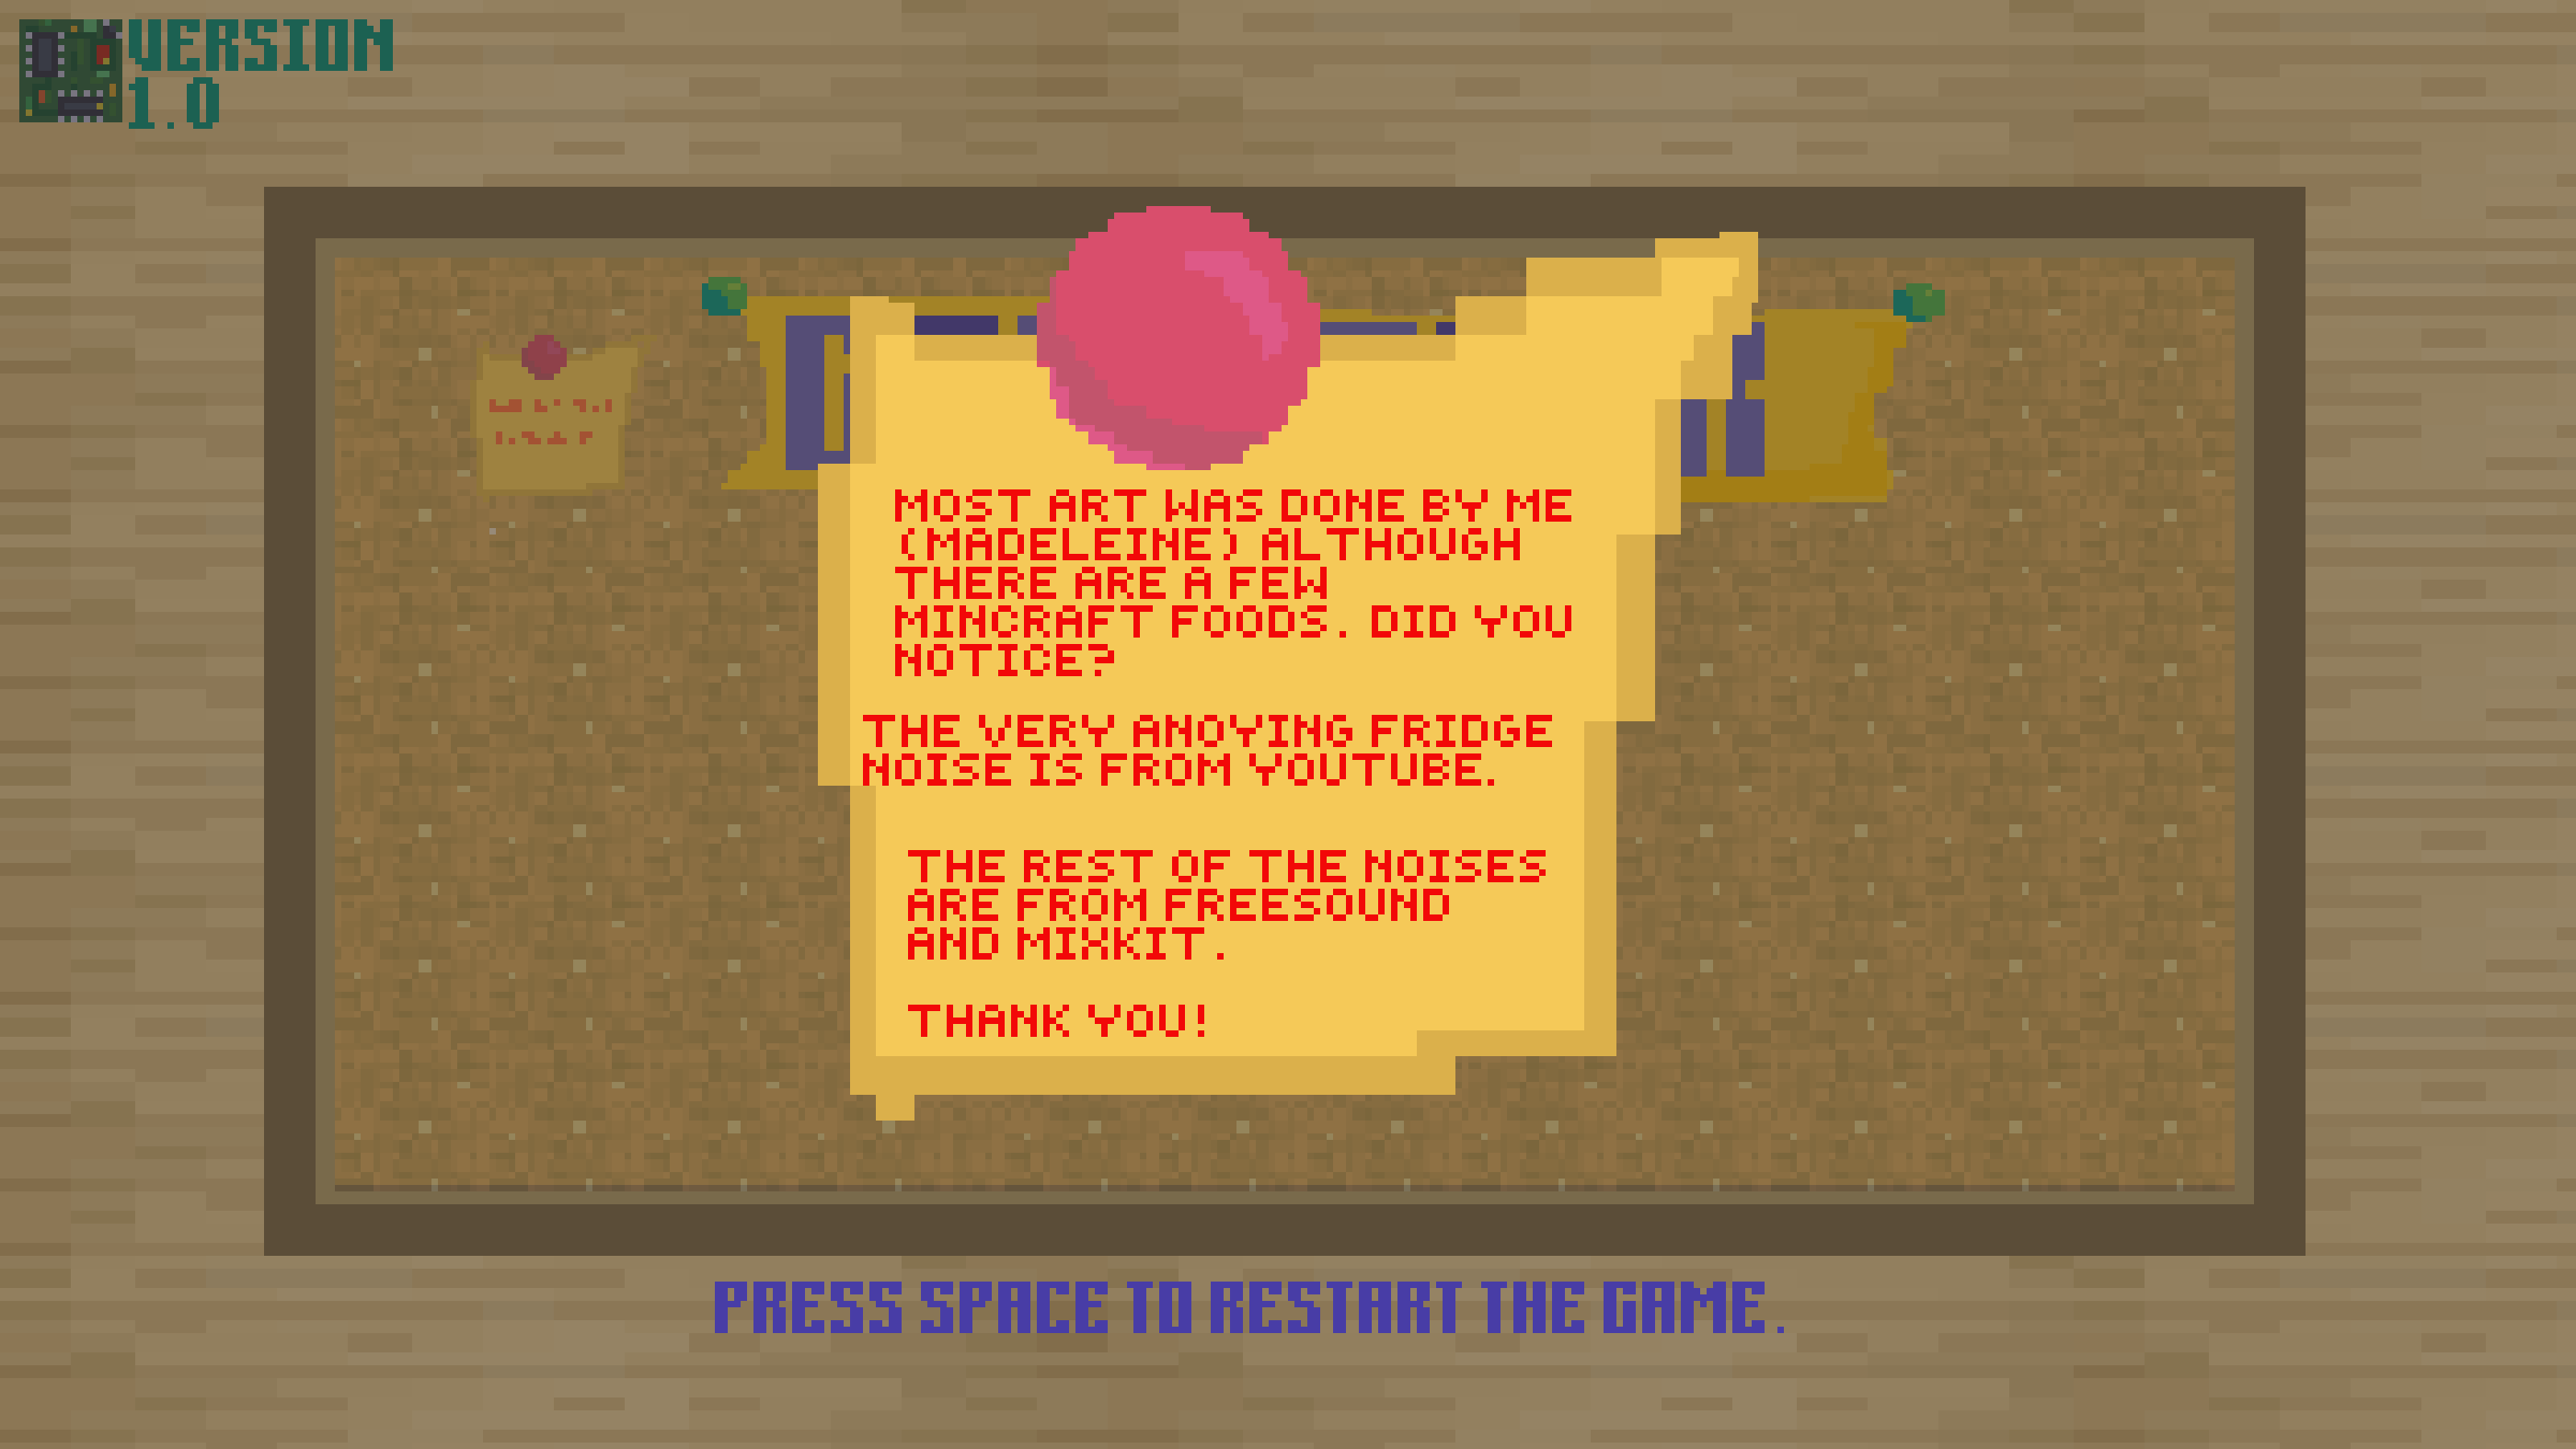 VERSION
1.0
MOST ART WAS DONE BY ME
(MADELEINE) ALTHOUGH
THERE ARE A FEW
MINCRAFT FOODS. DID YOU
NOTICE?
THE VERY ANOYING FRIDGE
NOISE IS FROM YOUTUBE.
THE REST OF THE NOISES
ARE FROM FREESOUND
AND MIXKIT.
THANK YOU!
PRESS SPACE TO RESTART THE GAME.